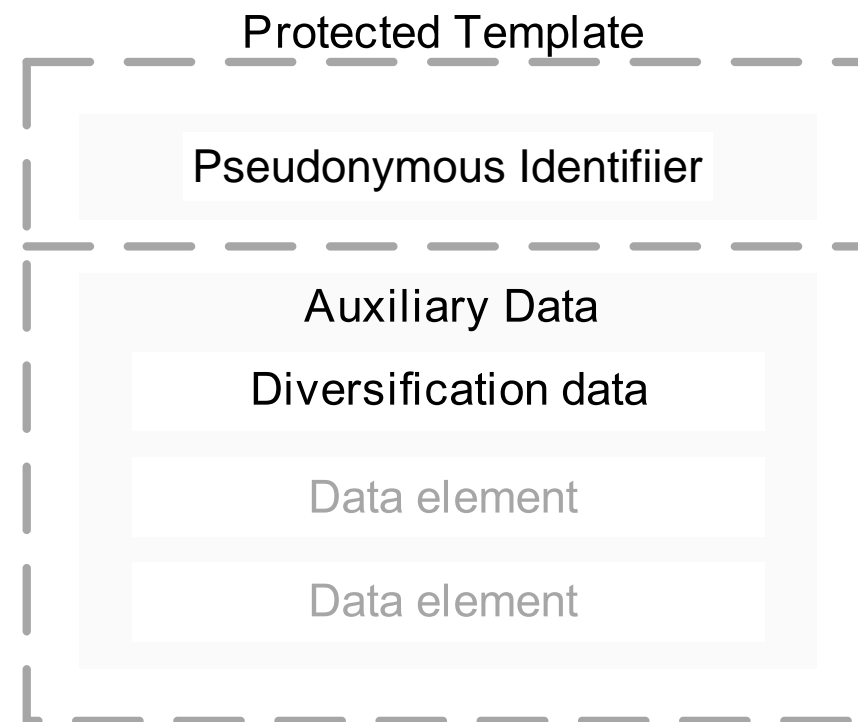 Protected Template
Pseudonymous Identifiier
Auxiliary Data
Diversification data
Data element
Data element